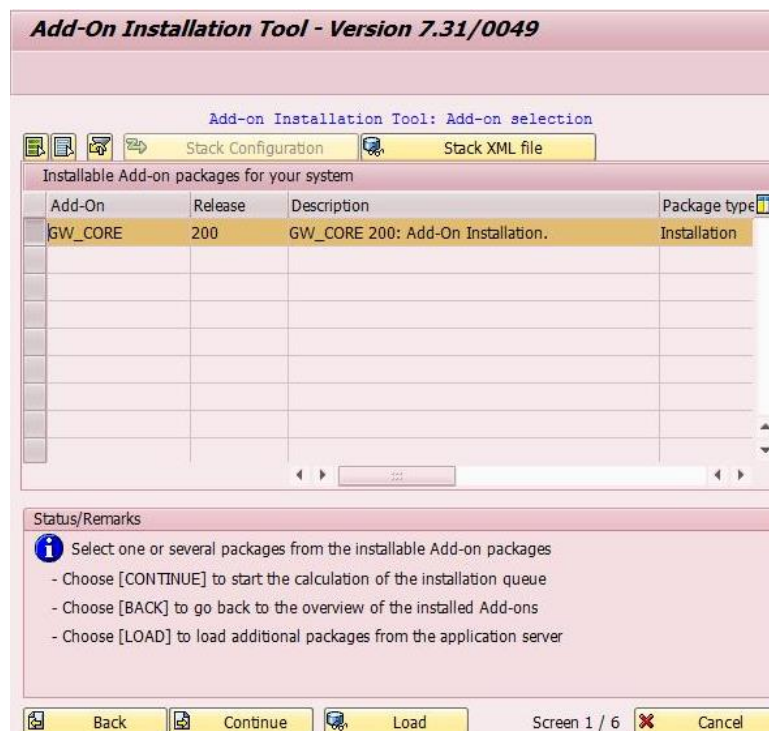 Add-On Installation Tool - Version 7.31/0049
Add-on Installation Tool: Add-on selection
Stack Configuration Stack XML file
Installable Add-on packages for your system
Add-On Release Description Package type
GW_CORE 200 GW_CORE 200: Add-On Installation. Installation
Status/Remarks
Select one or several packages from the installable Add-on packages
- Choose [CONTINUE] to start the calculation of the installation queue
- Choose [BACK] to go back to the overview of the installed Add-ons
- Choose [LOAD] to load additional packages from the application server
Back Continue Load Screen 1 / 6 Cancel